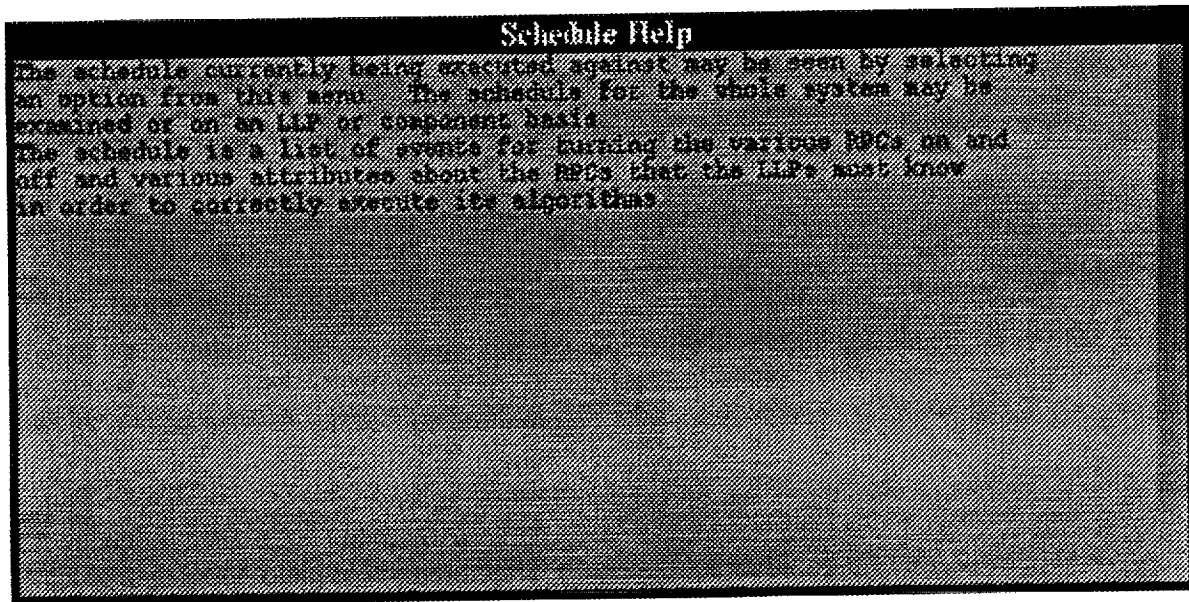 Schedule Help
The schedule currently being executed against may be seen by selecting
an option from this menu.  The schedule for the whole system may be
examined or on an LLP or component basis
The schedule is a list of events for turning the various RPCs on and
off and various attributes about the RPCs that the LLPs must know
in order to correctly execute its algorithms